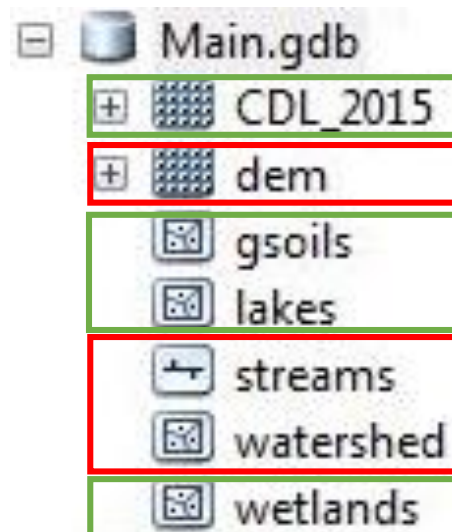 Main.gdb
CDL_2015
dem
gsoils
lakes
streams
watershed
wetlands